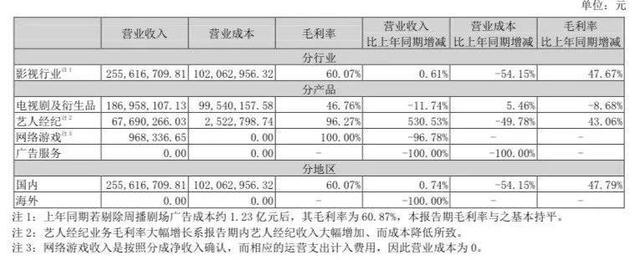 单位：元
营业收入 营业成本 毛利率 营业收入比上年同期增减 营业成本比上年同期增减 毛利率比上年同期增减
分行业
影视行业注1 255,616,709.81 102,062,956.32 60.07% 0.61% -54.15% 47.67%
分产品
电视剧及衍生品 186,958,107.13 99,540,157.58 46.76% -11.74% 5.46% -8.68%
艺人经纪注2 67,690,266.03 2,522,798.74 96.27% 530.53% -49.78% 43.06%
网络游戏注3 968,336.65 0.00 100.00% -96.78% - -
广告服务 0.00 0.00 - -100.00% -100.00% -
分地区
国内 255,616,709.81 102,062,956.32 60.07% 0.74% -54.15% 47.79%
海外 0.00 0.00 - -100.00% - -
注 1：上年同期若剔除周播剧场广告成本约 1.23 亿元后，其毛利率为 60.87%，本报告期毛利率与之基本持平。
注 2：艺人经纪业务毛利率大幅增长系报告期内艺人经纪收入大幅增加、而成本降低所致。
注 3：网络游戏收入是按照分成净收入确认，而相应的运营支出计入费用，因此营业成本为 0。